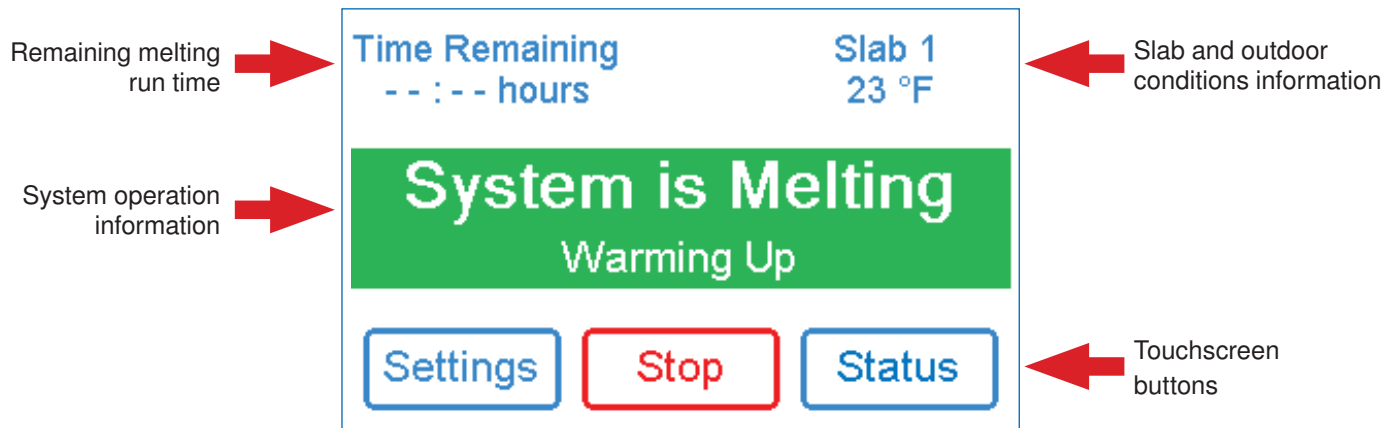 Remaining melting
run time
Time Remaining
- - : - - hours
Slab 1
23 °F
Slab and outdoor
conditions information
System operation
information
System is Melting
Warming Up
Settings
Stop
Status
Touchscreen
buttons